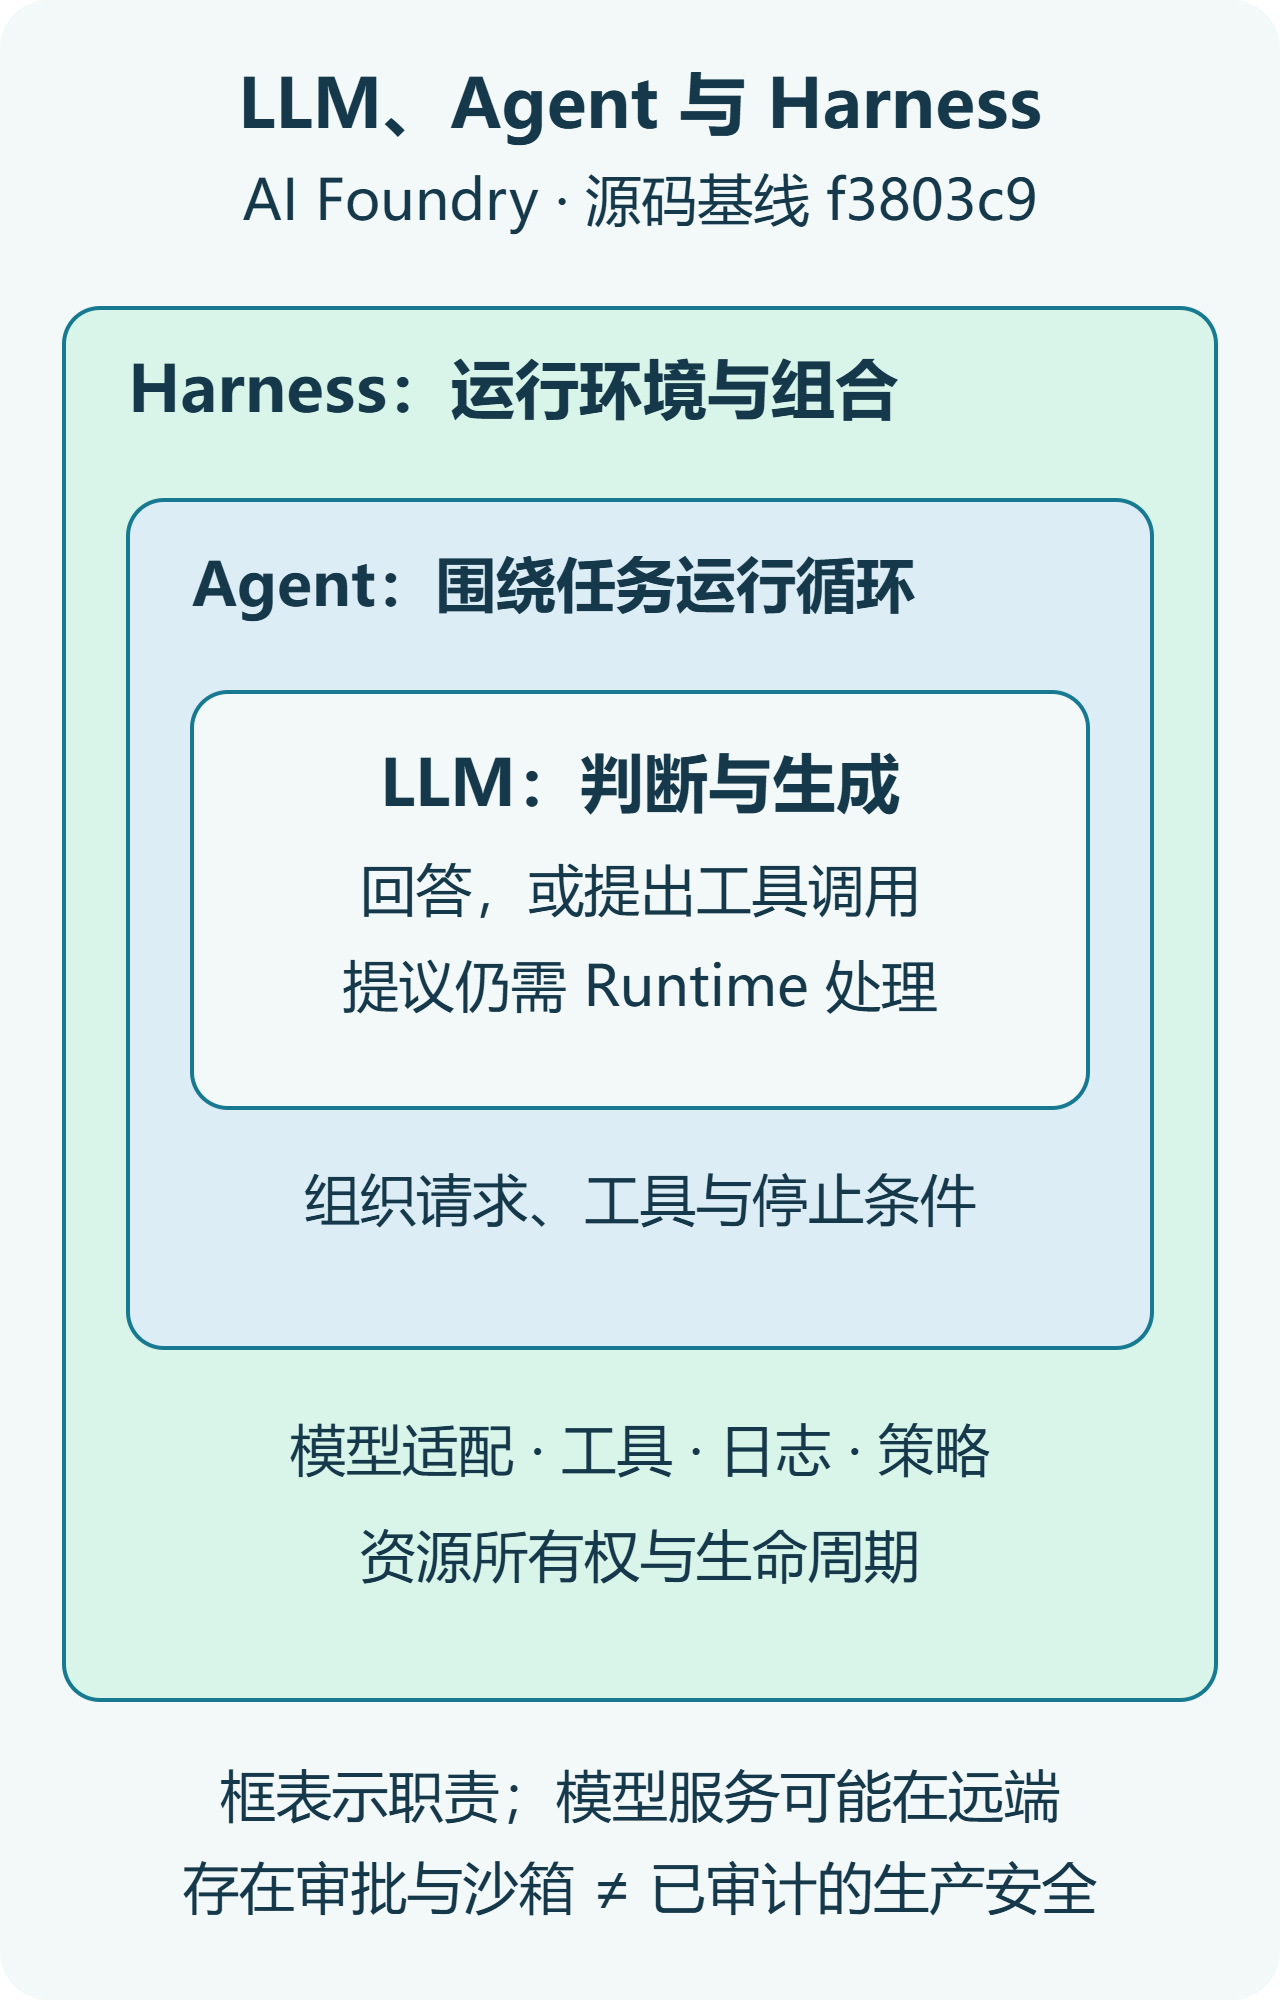 LLM、Agent 与 Harness
AI Foundry · 源码基线 f3803c9
Harness：运行环境与组合
Agent：围绕任务运行循环
LLM：判断与生成
回答，或提出工具调用
提议仍需 Runtime 处理
组织请求、工具与停止条件
模型适配 · 工具 · 日志 · 策略
资源所有权与生命周期
框表示职责；模型服务可能在远端
存在审批与沙箱 ≠ 已审计的生产安全